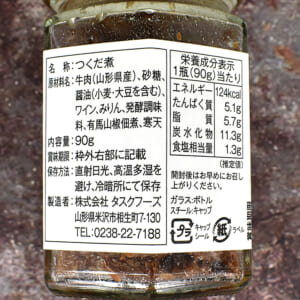 名称:つくだ煮
原材料名:牛肉(山形県産)、砂糖、
醤油(小麦・大豆を含む)、
ワイン、みりん、発酵調味
料、有馬山椒佃煮、寒天
内容量:90g
賞味期限:枠外右部に記載
保存方法:直射日光、高温多湿を
避け、冷暗所にて保存
製造者:株式会社 タスクフーズ
山形県米沢市相生町7-130
TEL:0238-22-7188
栄養成分表示
1瓶(90g)当たり
エネルギー 124kcal
たんぱく質 5.1g
脂質 5.7g
炭水化物 11.3g
食塩相当量 1.3g
(推定値)
開封後はお早めにお召し
上がりください。
ガラス:ボトル
スチール:キャップ
プラ
キャップ
シール
紙
ラベル